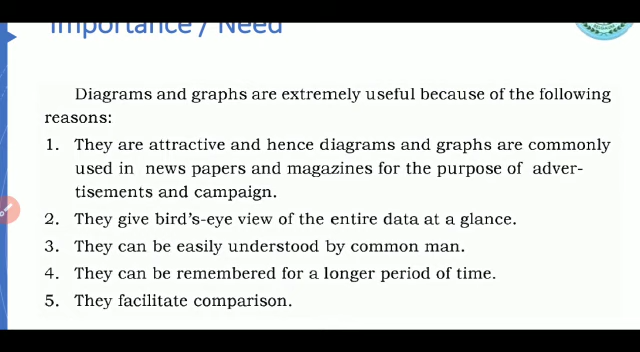 Importance / Need
Diagrams and graphs are extremely useful because of the following
reasons:
1. They are attractive and hence diagrams and graphs are commonly
used in news papers and magazines for the purpose of adver-
tisements and campaign.
2. They give bird's-eye view of the entire data at a glance.
3. They can be easily understood by common man.
4. They can be remembered for a longer period of time.
5. They facilitate comparison.